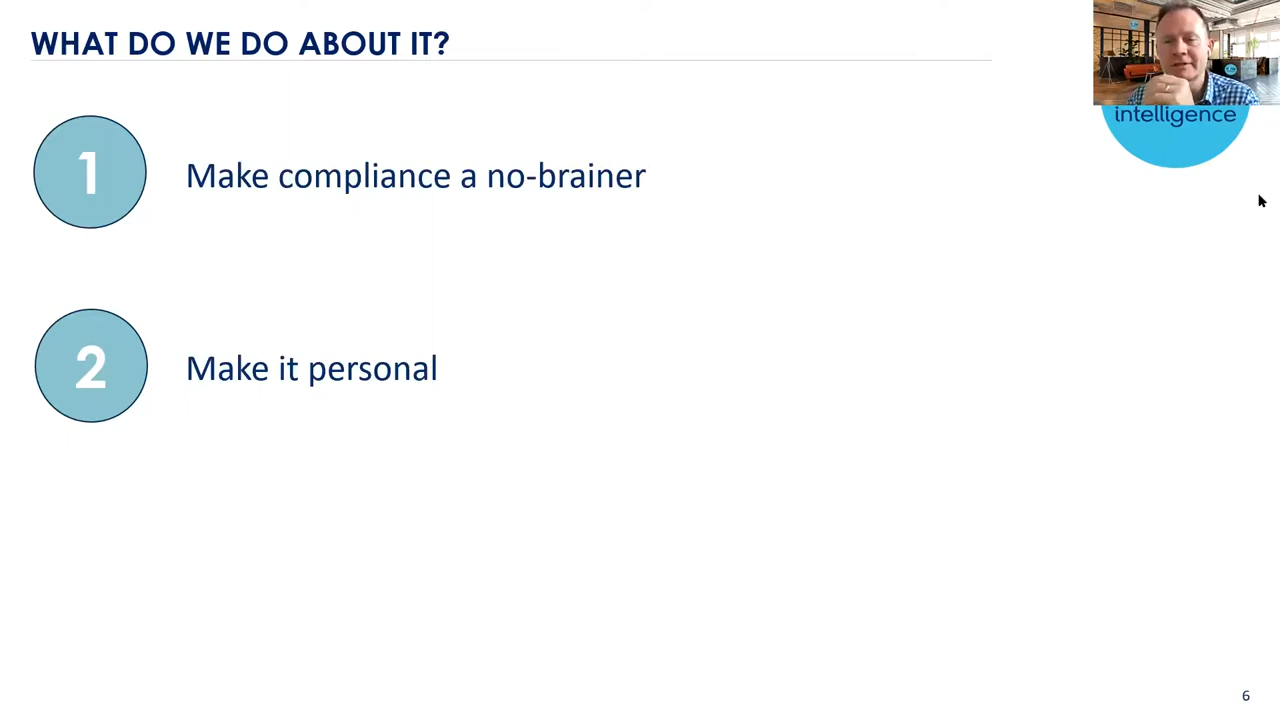 WHAT DO WE DO ABOUT IT?
intelligence
1
Make compliance a no-brainer
2
Make it personal
6